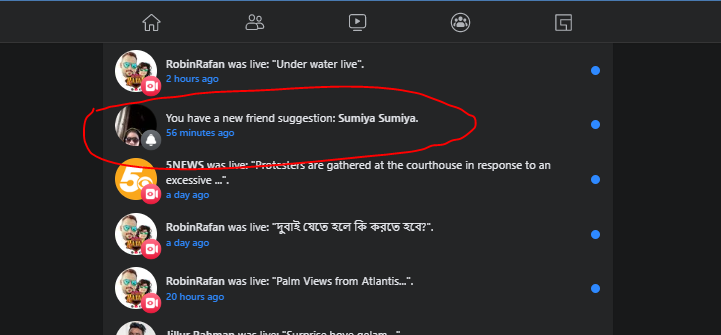 RobinRafan was live: "Under water live".
2 hours ago
You have a new friend suggestion: Sumiya Sumiya.
56 minutes ago
5NEWS was live: "Protesters are gathered at the courthouse in response to an
excessive ...".
a day ago
RobinRafan was live: "দুবাই যেতে হলে কি করতে হবে?".
a day ago
RobinRafan was live: "Palm Views from Atlantis...".
20 hours ago
Jillur Rahman was live: "Surprise hoye gelam...".